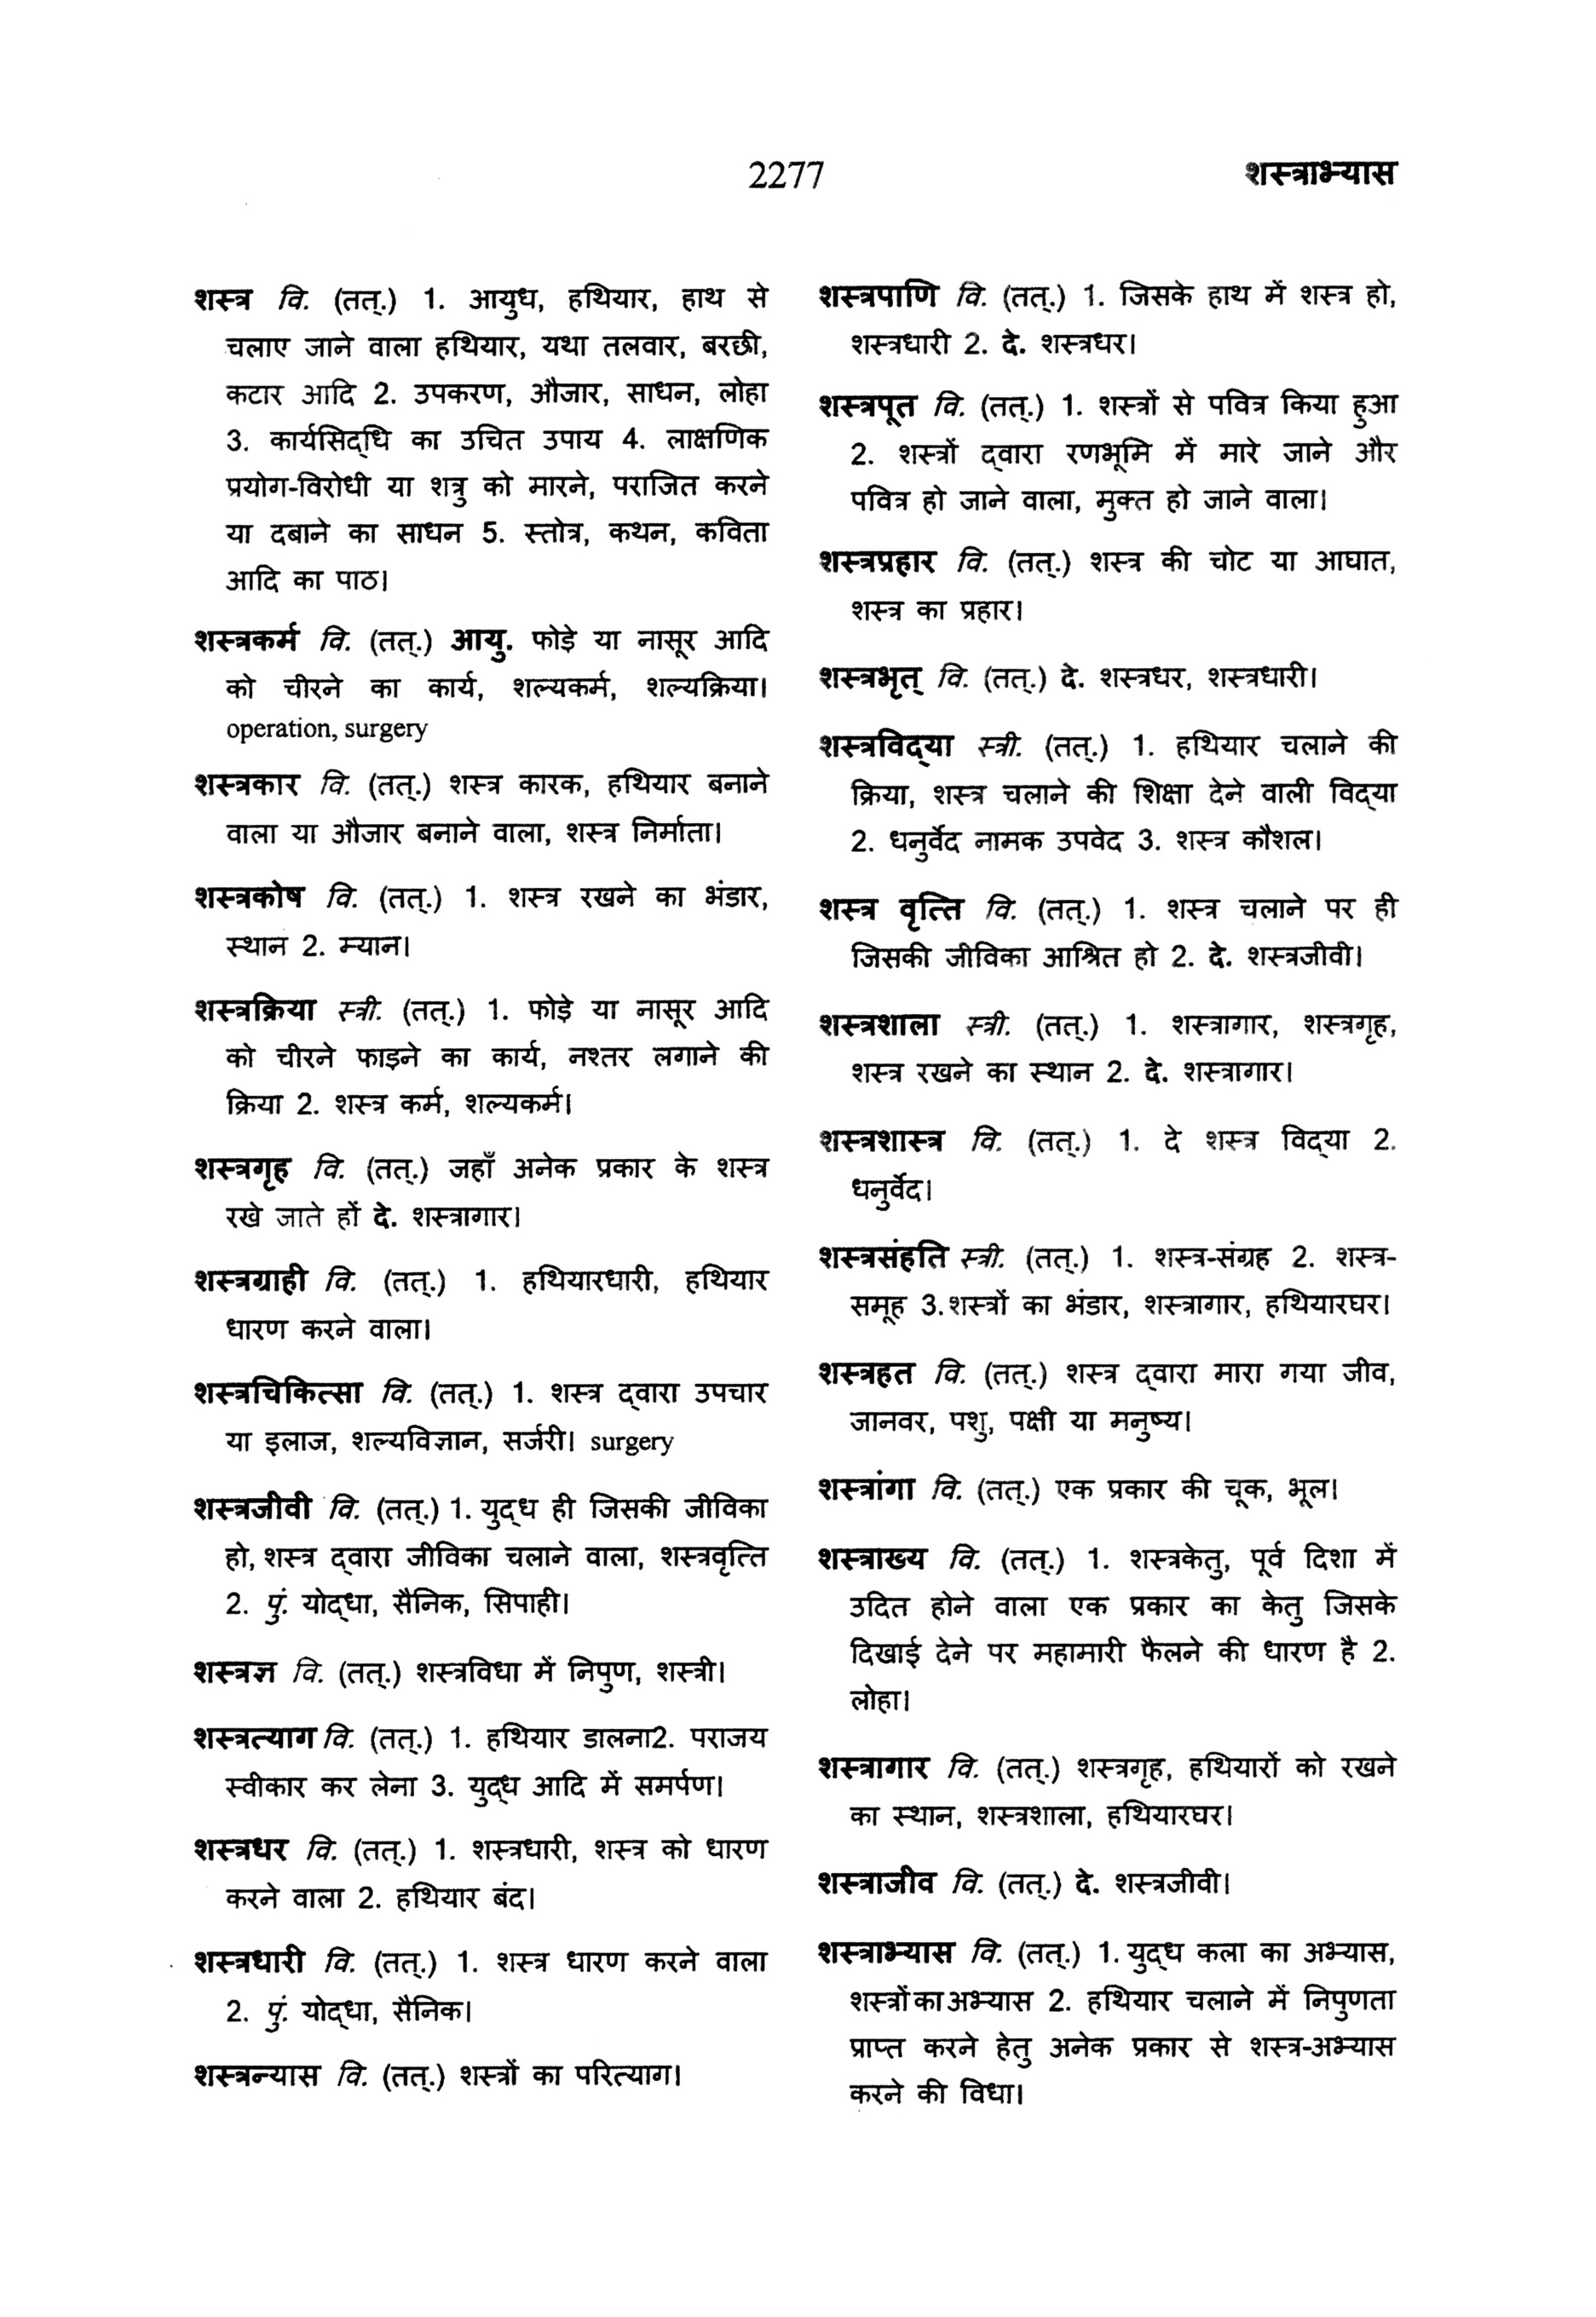 2277
शस्त्राभ्यास
शस्त्र वि. (तत्.) 1. आयुध, हथियार, हाथ से
चलाए जाने वाला हथियार, यथा तलवार, बरछी,
कटार आदि 2. उपकरण, औजार, साधन, लोहा
3. कार्यसिद्‌धि का उचित उपाय 4. लाक्षणिक
प्रयोग-विरोधी या शत्रु को मारने, पराजित करने
या दबाने का साधन 5. स्तोत्र, कथन, कविता
आदि का पाठ।
शस्त्रकर्म वि. (तत्.) आयु. फोड़े या नासूर आदि
को चीरने का कार्य, शल्यकर्म, शल्यक्रिया।
operation, surgery
शस्त्रकार वि. (तत्.) शस्त्र कारक, हथियार बनाने
वाला या औजार बनाने वाला, शस्त्र निर्माता।
शस्त्रकोष वि. (तत्.) 1. शस्त्र रखने का भंडार,
स्थान 2. म्यान।
शस्त्रक्रिया स्त्री. (तत्.) 1. फोड़े या नासूर आदि
को चीरने फाड़ने का कार्य, नश्तर लगाने की
क्रिया 2. शस्त्र कर्म, शल्यकर्म।
शस्त्रगृह वि. (तत्.) जहाँ अनेक प्रकार के शस्त्र
रखे जाते हों दे. शस्त्रागार।
शस्त्रग्राही वि. (तत्.) 1. हथियारधारी, हथियार
धारण करने वाला।
शस्त्रचिकित्सा वि. (तत्.) 1. शस्त्र द्‌वारा उपचार
या इलाज, शल्यविज्ञान, सर्जरी। surgery
शस्त्रजीवी वि. (तत्.) 1. युद्‌ध ही जिसकी जीविका
हो, शस्त्र द्‌वारा जीविका चलाने वाला, शस्त्रवृत्ति
2. पुं. योद्‌धा, सैनिक, सिपाही।
शस्त्रज्ञ वि. (तत्.) शस्त्रविधा में निपुण, शस्त्री।
शस्त्रत्याग वि. (तत्.) 1. हथियार डालना2. पराजय
स्वीकार कर लेना 3. युद्‌ध आदि में समर्पण।
शस्त्रधर वि. (तत्.) 1. शस्त्रधारी, शस्त्र को धारण
करने वाला 2. हथियार बंद।
शस्त्रधारी वि. (तत्.) 1. शस्त्र धारण करने वाला
2. पुं. योद्‌धा, सैनिक।
शस्त्रन्यास वि. (तत्.) शस्त्रों का परित्याग।
शस्त्रपाणि वि. (तत्.) 1. जिसके हाथ में शस्त्र हो,
शस्त्रधारी 2. दे. शस्त्रधर।
शस्त्रपूत वि. (तत्.) 1. शस्त्रों से पवित्र किया हुआ
2. शस्त्रों द्‌वारा रणभूमि में मारे जाने और
पवित्र हो जाने वाला, मुक्त हो जाने वाला।
शस्त्रप्रहार वि. (तत्.) शस्त्र की चोट या आघात,
शस्त्र का प्रहार।
शस्त्रभृत् वि. (तत्.) दे. शस्त्रधर, शस्त्रधारी।
शस्त्रविद्‌या स्त्री. (तत्.) 1. हथियार चलाने की
क्रिया, शस्त्र चलाने की शिक्षा देने वाली विद्‌या
2. धनुर्वेद नामक उपवेद 3. शस्त्र कौशल।
शस्त्र वृत्ति वि. (तत्.) 1. शस्त्र चलाने पर ही
जिसकी जीविका आश्रित हो 2. दे. शस्त्रजीवी।
शस्त्रशाला स्त्री. (तत्.) 1. शस्त्रागार, शस्त्रगृह,
शस्त्र रखने का स्थान 2. दे. शस्त्रागार।
शस्त्रशास्त्र वि. (तत्.) 1. दे शस्त्र विद्‌या 2.
धनुर्वेद।
शस्त्रसंहति स्त्री. (तत्.) 1. शस्त्र-संग्रह 2. शस्त्र-
समूह 3.शस्त्रों का भंडार, शस्त्रागार, हथियारघर।
शस्त्रहत वि. (तत्.) शस्त्र द्‌वारा मारा गया जीव,
जानवर, पशु, पक्षी या मनुष्य।
शस्त्रांगा वि. (तत्.) एक प्रकार की चूक, भूल।
शस्त्राख्य वि. (तत्.) 1. शस्त्रकेतु, पूर्व दिशा में
उदित होने वाला एक प्रकार का केतु जिसके
दिखाई देने पर महामारी फैलने की धारण है 2.
लोहा।
शस्त्रागार वि. (तत्.) शस्त्रगृह, हथियारों को रखने
का स्थान, शस्त्रशाला, हथियारघर।
शस्त्राजीव वि. (तत्.) दे. शस्त्रजीवी।
शस्त्राभ्यास वि. (तत्.) 1. युद्‌ध कला का अभ्यास,
शस्त्रों का अभ्यास 2. हथियार चलाने में निपुणता
प्राप्त करने हेतु अनेक प्रकार से शस्त्र-अभ्यास
करने की विधा।